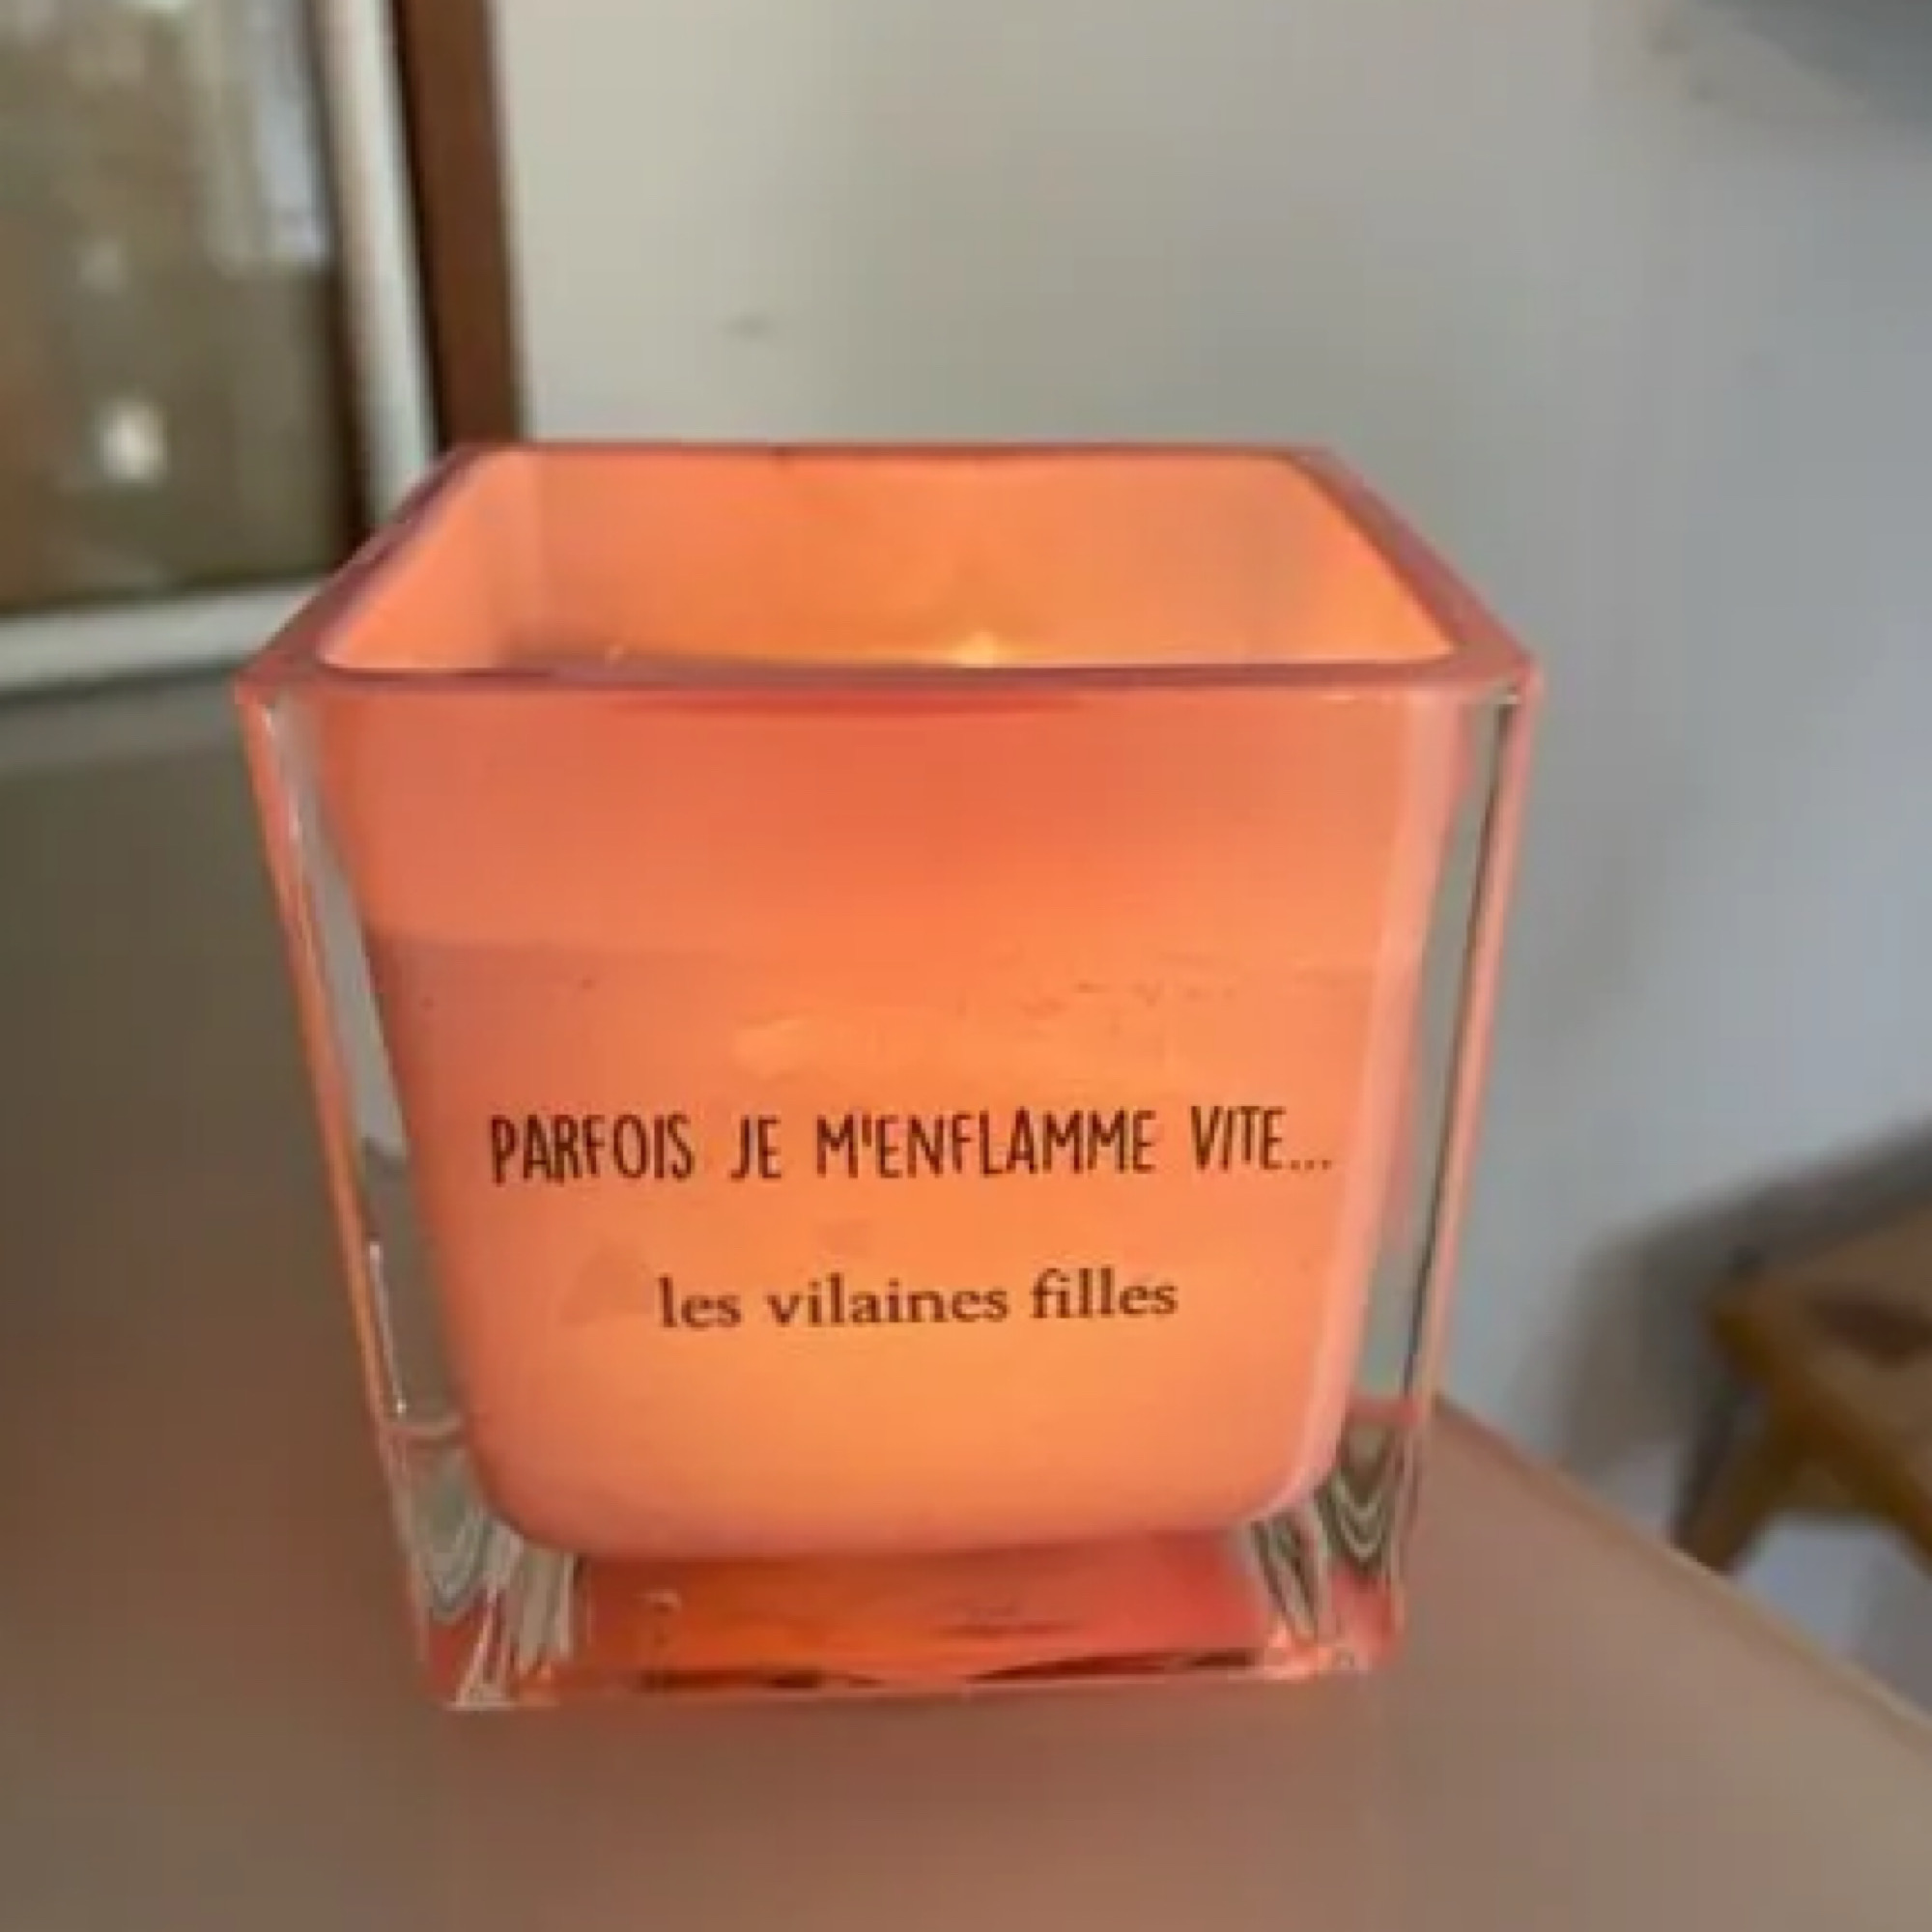 PARFOIS JE M'ENFLAMME VITE...
les vilaines filles